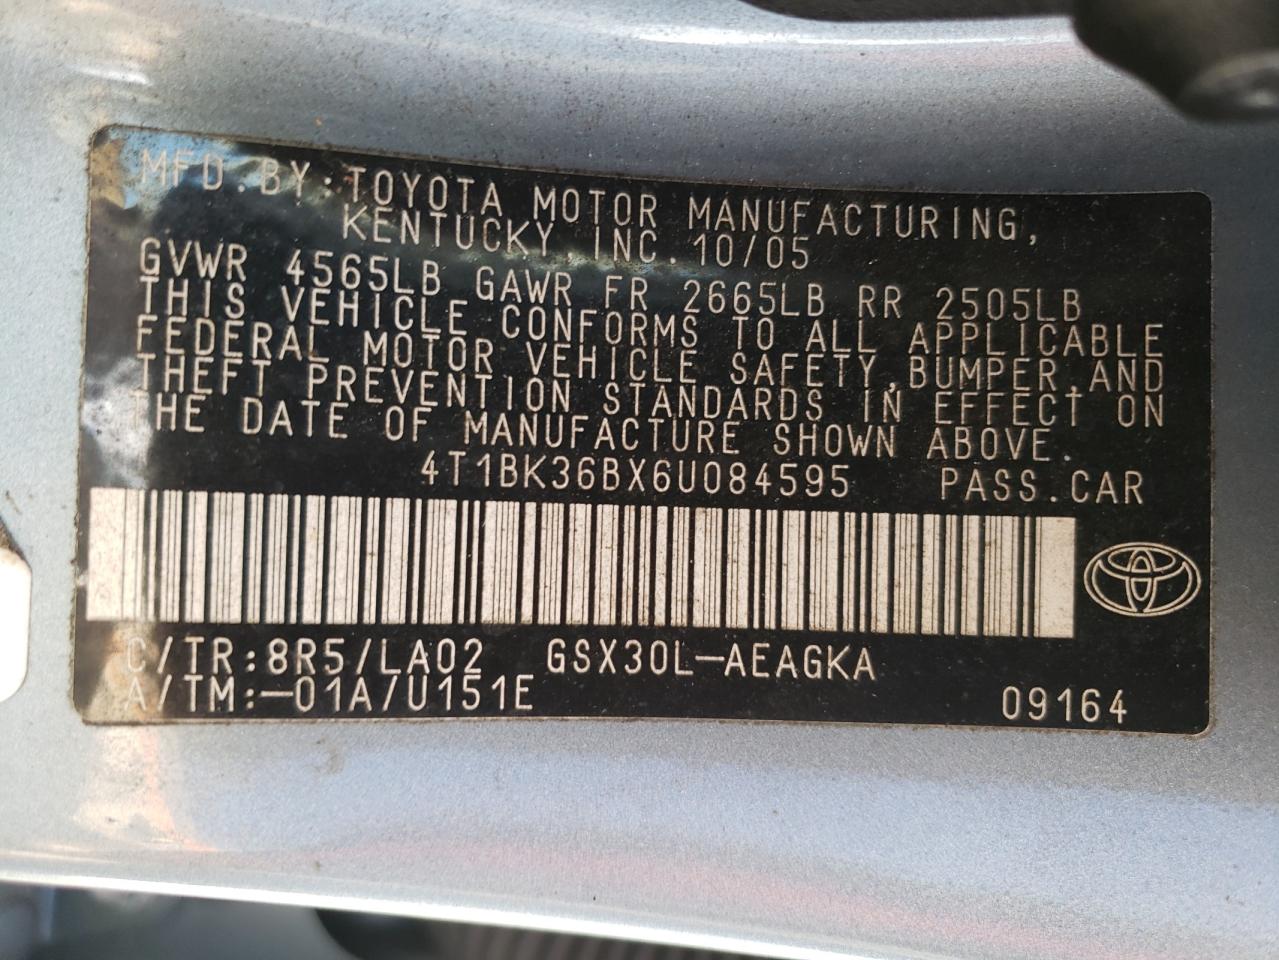 MFD.BY:TOYOTA MOTOR MANUFACTURING,
KENTUCKY, INC. 10/05
GVWR 4565LB GAWR FR 2665LB RR 2505LB
THIS VEHICLE CONFORMS TO ALL APPLICABLE
FEDERAL MOTOR VEHICLE SAFETY, BUMPER, AND
THEFT PREVENTION STANDARDS IN EFFECT ON
THE DATE OF MANUFACTURE SHOWN ABOVE.
4T1BK36BX6U084595 PASS.CAR
C/TR:8R5/LA02 GSX30L-AEAGKA
A/TM:-01A/U151E 09164